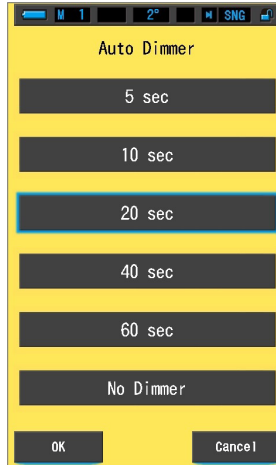 M 1 2° SNG
Auto Dimmer
5 sec
10 sec
20 sec
40 sec
60 sec
No Dimmer
OK Cancel